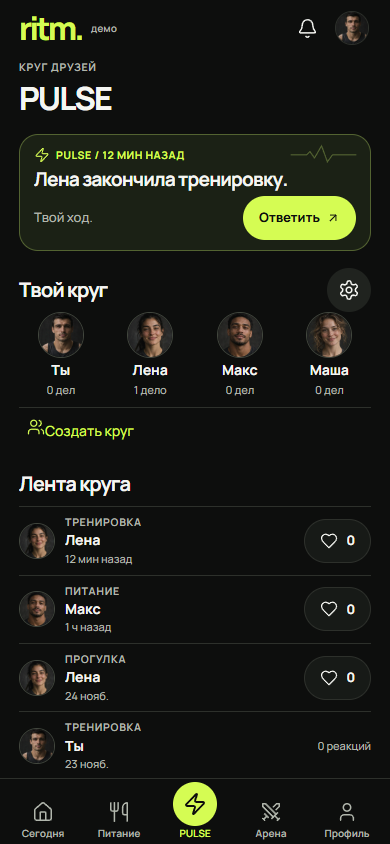 ritm. демо
КРУГ ДРУЗЕЙ
PULSE
PULSE / 12 МИН НАЗАД
Лена закончила тренировку.
Твой ход.
Ответить
Твой круг
Ты Лена Макс Маша
0 дел 1 дело 0 дел 0 дел
Создать круг
Лента круга
ТРЕНИРОВКА
Лена
0
12 мин назад
ПИТАНИЕ
Макс
0
1 ч назад
ПРОГУЛКА
Лена
0
24 нояб.
ТРЕНИРОВКА
Ты
0 реакций
23 нояб.
Сегодня Питание PULSE Арена Профиль